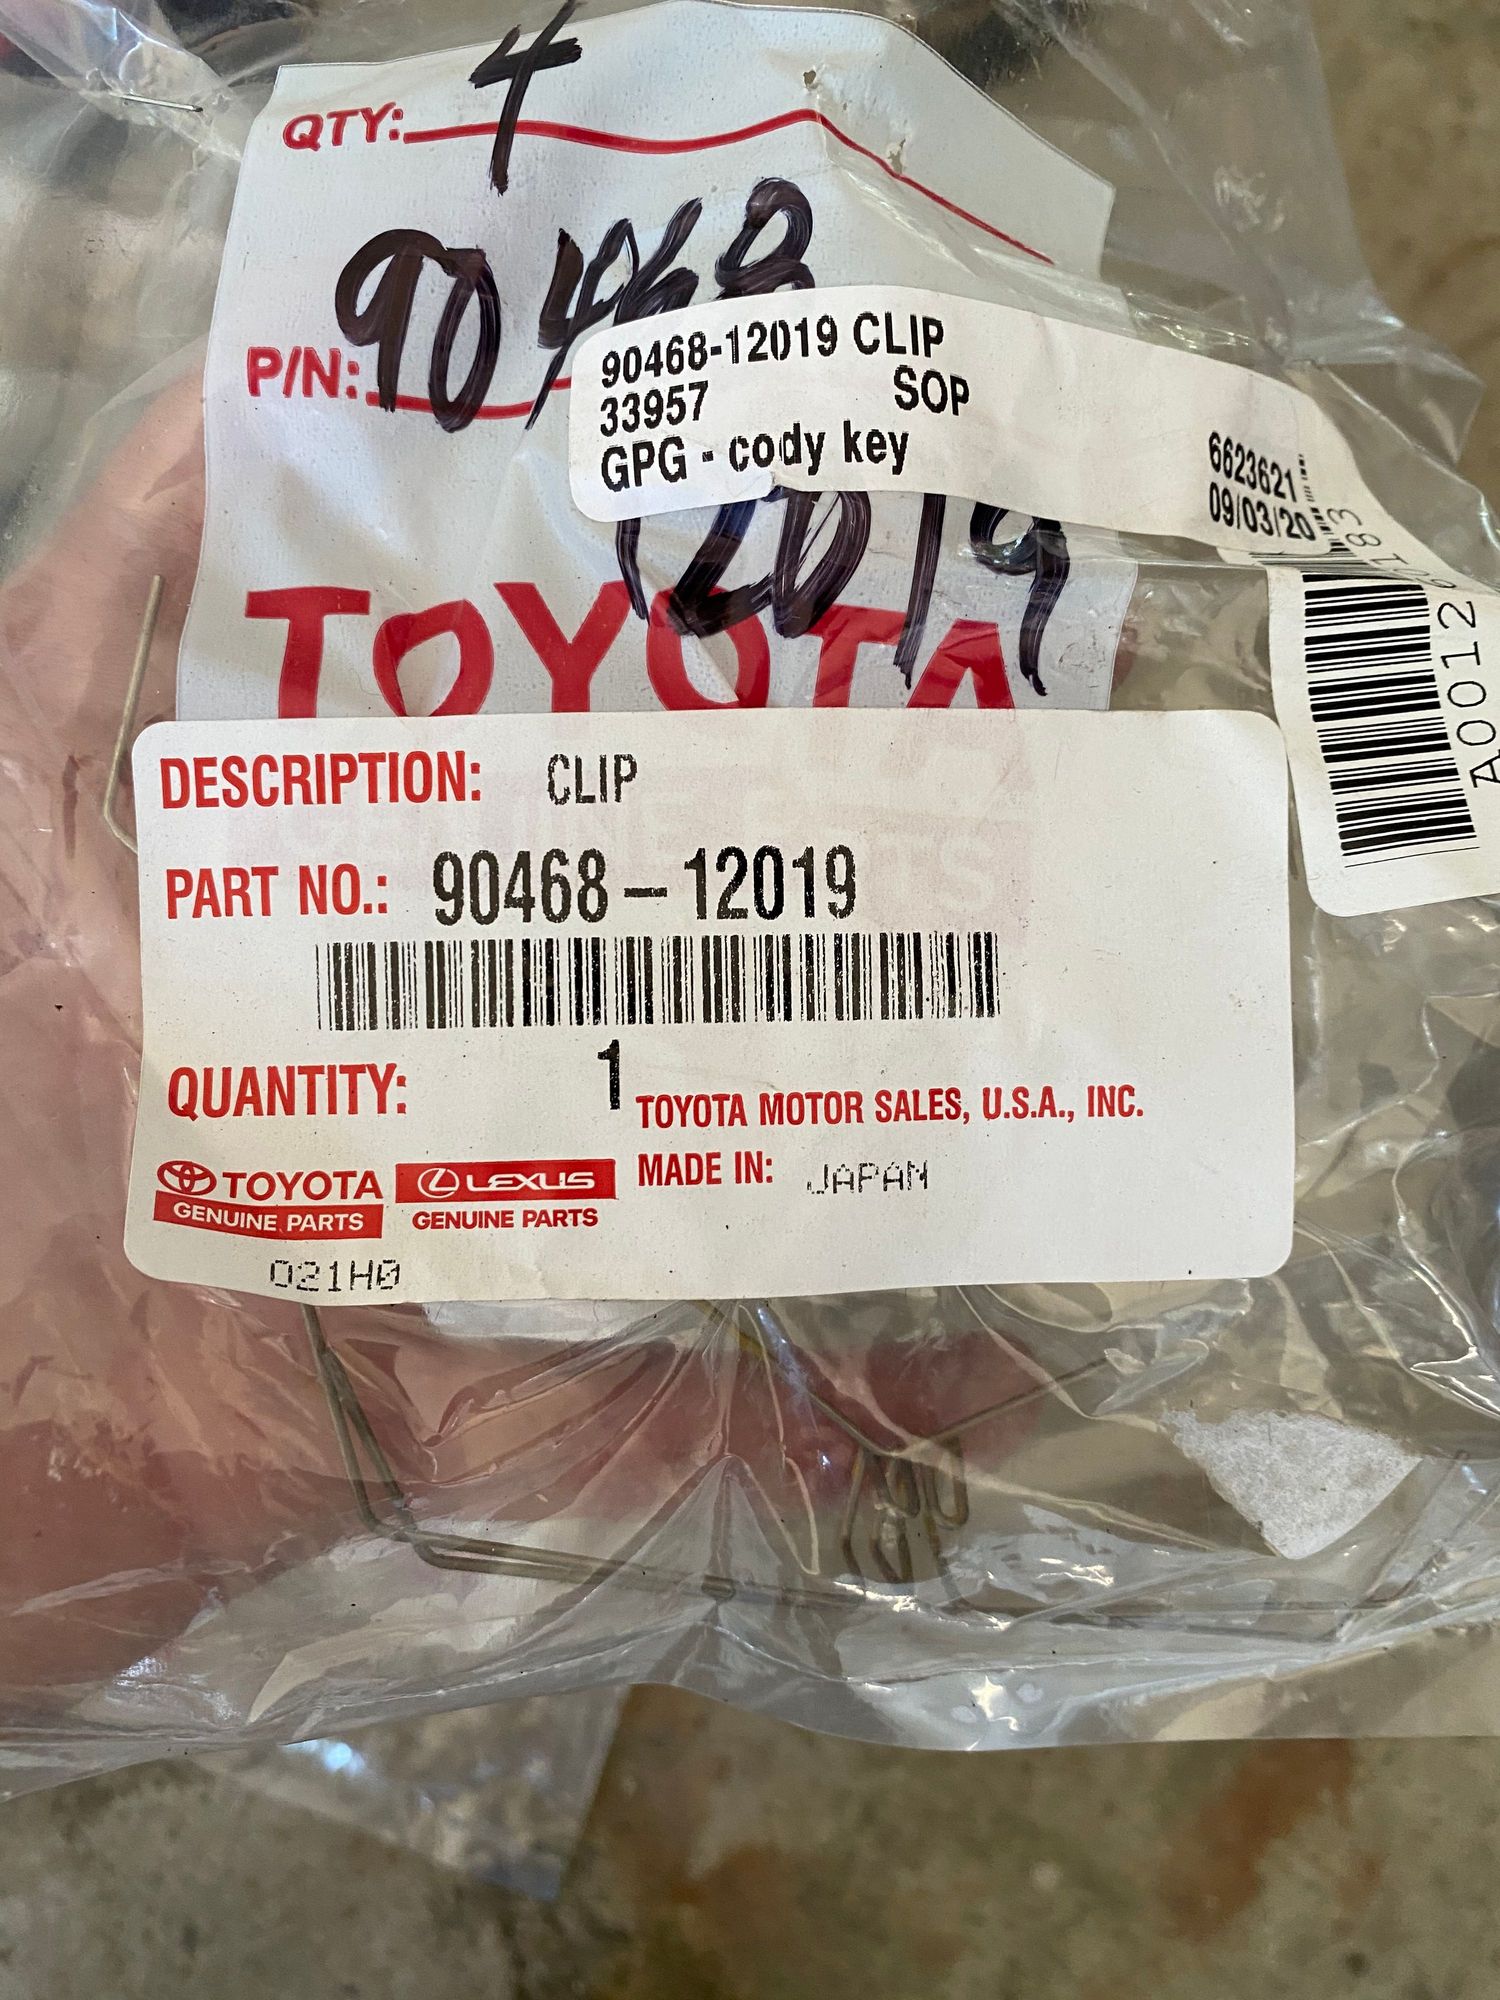 QTY: 4
90468
P/N:
90468-12019 CLIP
33957 SOP
GPG - cody key
6623621
09/03/20
12019
TOYOTA
DESCRIPTION: CLIP
PART NO.: 90468-12019
QUANTITY: 1
TOYOTA MOTOR SALES, U.S.A., INC.
TOYOTA
GENUINE PARTS
LEXUS
GENUINE PARTS
MADE IN: JAPAN
021H0